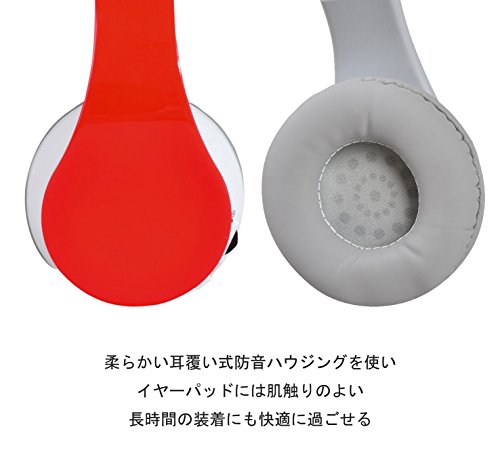 柔らかい耳覆い式防音ハウジングを使い
イヤーパッドには肌触りのよい
長時間の装着にも快適に過ごせる